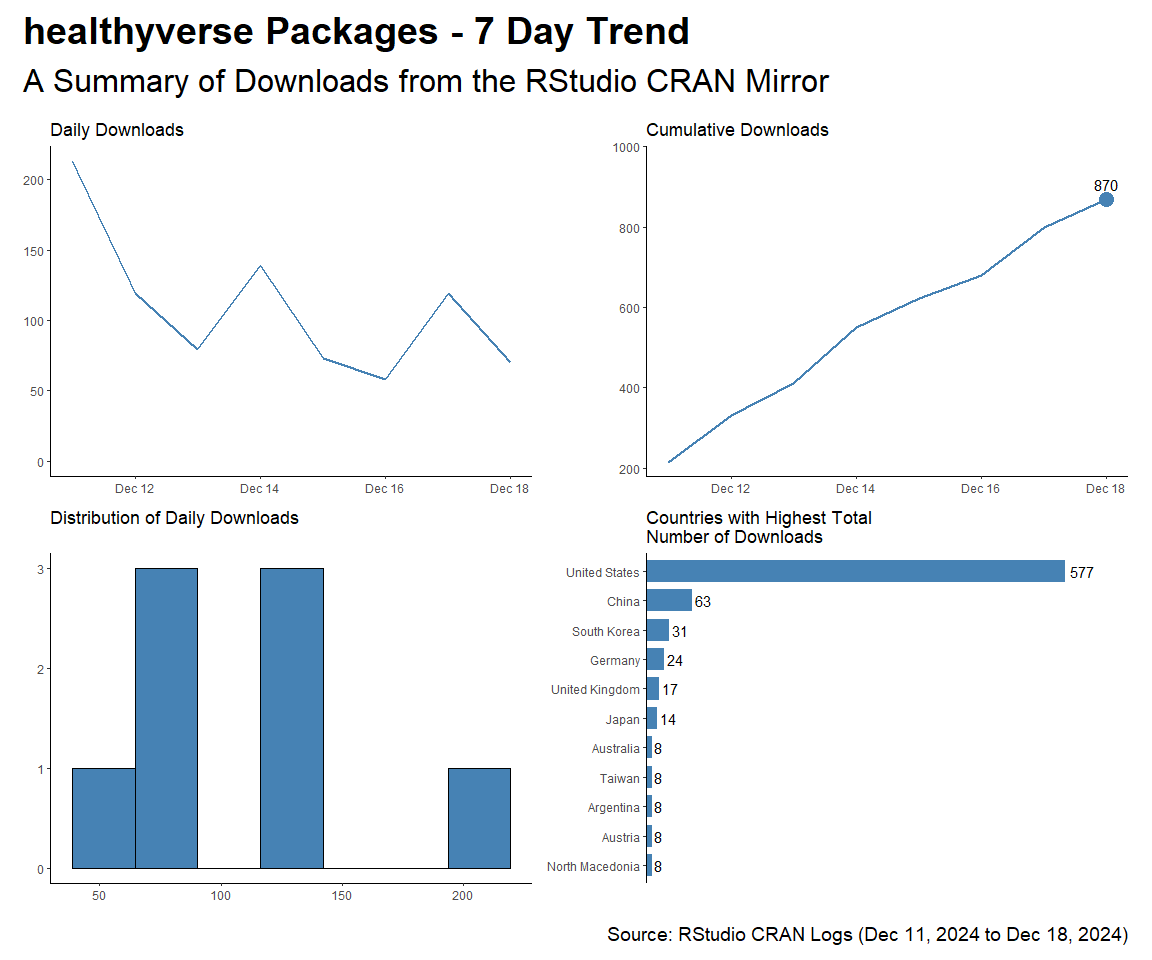 healthyverse Packages - 7 Day Trend
A Summary of Downloads from the RStudio CRAN Mirror
Daily Downloads
200
150
100
50
0
Dec 12
Dec 14
Dec 16
Dec 18
Cumulative Downloads
1000
800
600
400
200
870
Dec 12
Dec 14
Dec 16
Dec 18
Distribution of Daily Downloads
3
2
1
0
50
100
150
200
Countries with Highest Total
Number of Downloads
United States 577
China 63
South Korea 31
Germany 24
United Kingdom 17
Japan 14
Australia 8
Taiwan 8
Argentina 8
Austria 8
North Macedonia 8
Source: RStudio CRAN Logs (Dec 11, 2024 to Dec 18, 2024)